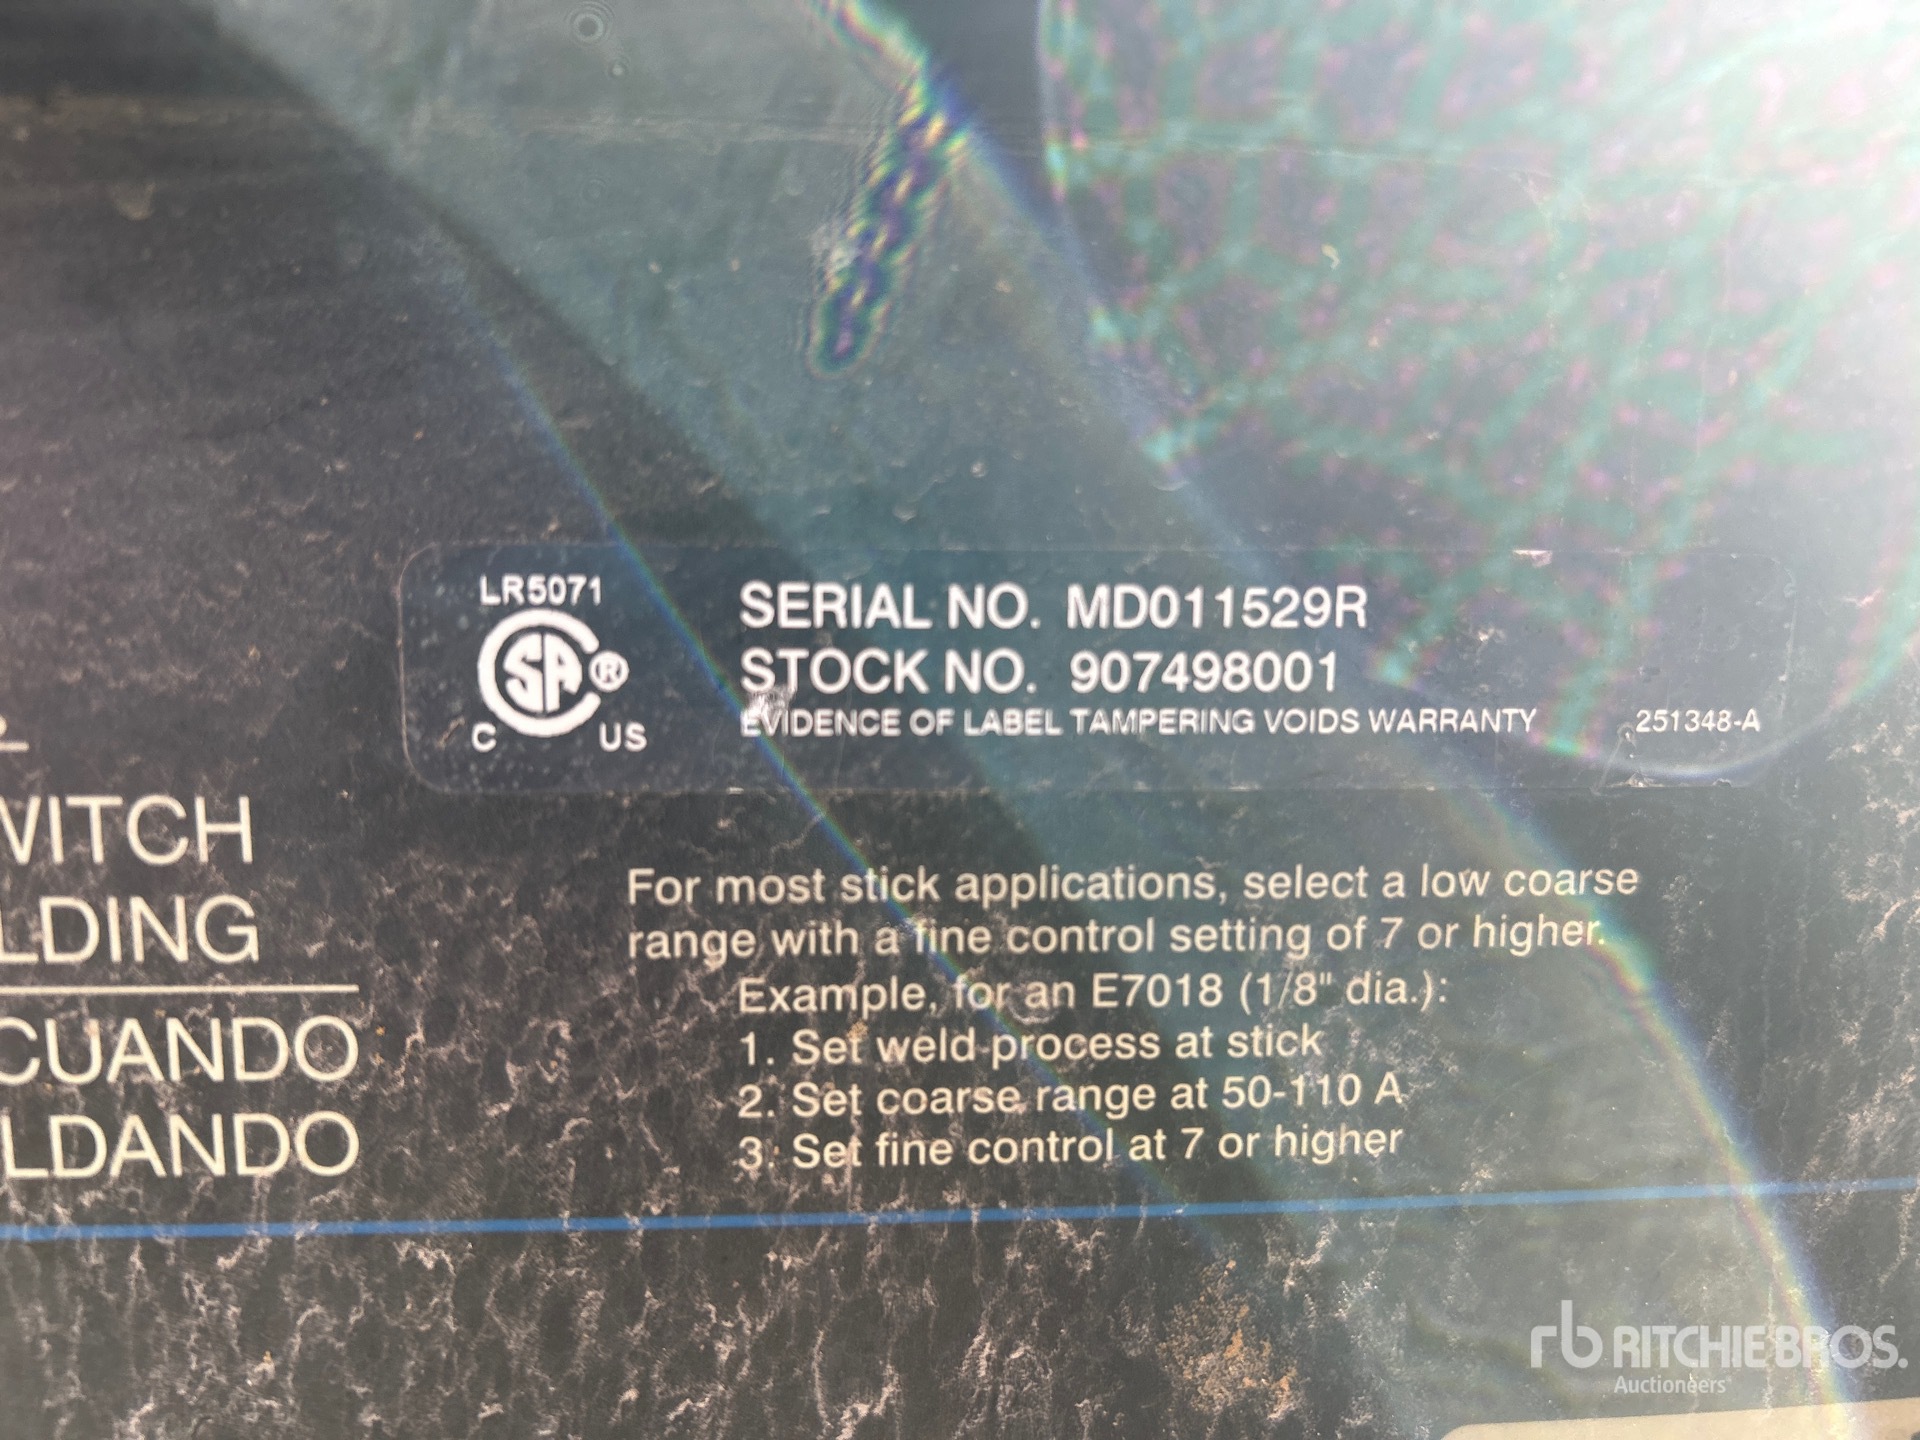 LR5071
CSA®
C US
SERIAL NO. MD011529R
STOCK NO. 907498001
EVIDENCE OF LABEL TAMPERING VOIDS WARRANTY 251348-A
WITCH
LDING
CUANDO
LDANDO
For most stick applications, select a low coarse
range with a fine control setting of 7 or higher.
Example, for an E7018 (1/8" dia.):
1. Set weld process at stick
2. Set coarse range at 50-110 A
3. Set fine control at 7 or higher
rb RITCHIE BROS.
Auctioneers